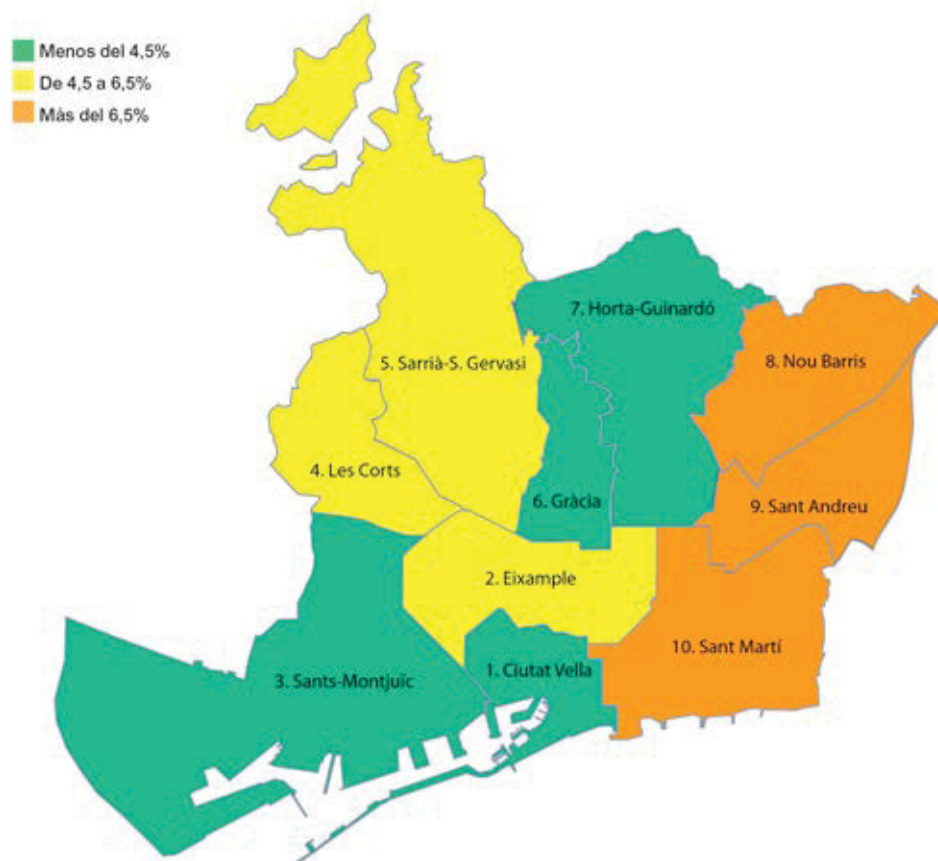 Menos del 4,5%
De 4,5 a 6,5%
Màs del 6,5%
7. Horta-Guinardó
5. Sarrià-S. Gervasi
8. Nou Barris
4. Les Corts
6. Gràcia
9. Sant Andreu
2. Eixample
10. Sant Martí
1. Ciutat Vella
3. Sants-Montjuïc